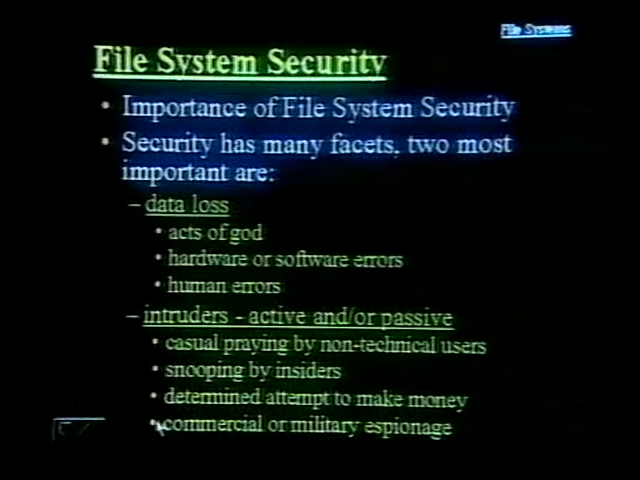 File Systems
File System Security
• Importance of File System Security
• Security has many facets, two most
important are:
– data loss
• acts of god
• hardware or software errors
• human errors
– intruders - active and/or passive
• casual praying by non-technical users
• snooping by insiders
• determined attempt to make money
• commercial or military espionage